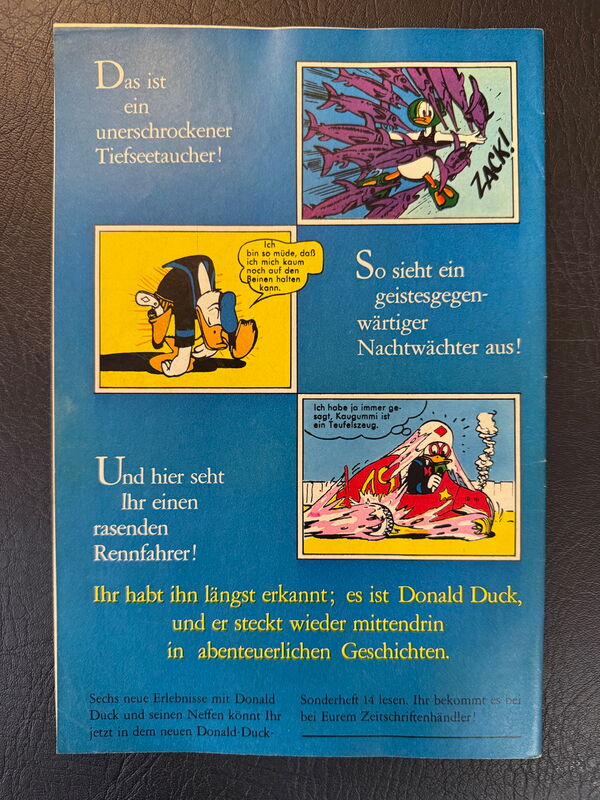 Das ist
ein
unerschrockener
Tiefseetaucher!
ZACK!
Ich
bin so müde, daß
ich mich kaum
noch auf den
Beinen halten
kann.
So sieht ein
geistesgegen-
wärtiger
Nachtwächter aus!
Ich habe ja immer ge-
sagt, Kaugummi ist
ein Teufelszeug.
Und hier seht
Ihr einen
rasenden
Rennfahrer!
Ihr habt ihn längst erkannt; es ist Donald Duck,
und er steckt wieder mittendrin
in abenteuerlichen Geschichten.
Sechs neue Erlebnisse mit Donald
Duck und seinen Neffen könnt Ihr
jetzt in dem neuen Donald-Duck-
Sonderheft 14 lesen. Ihr bekommt es bei
bei Eurem Zeitschriftenhändler!